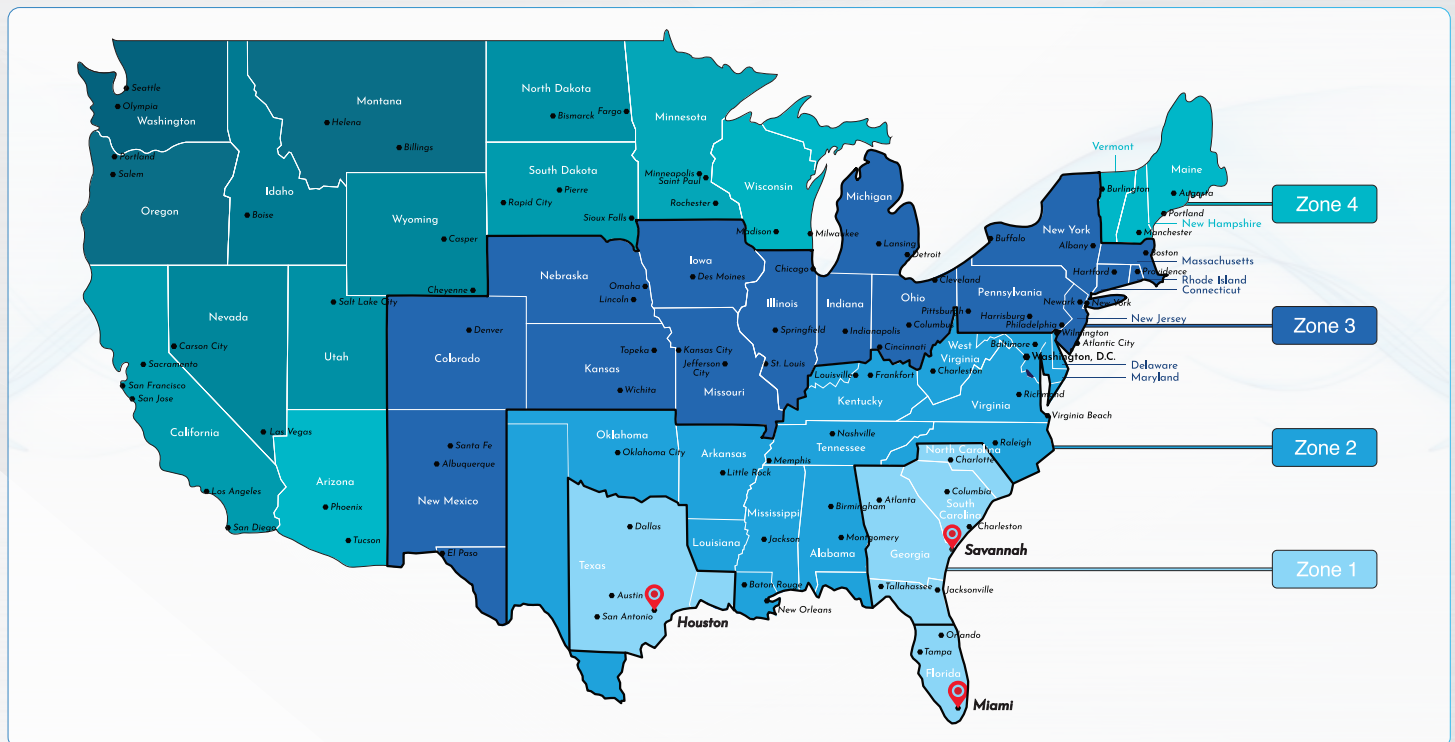 Seattle
Olympia
Washington
Portland
Salem
Oregon
Idaho
Boise
Montana
Helena
Billings
Wyoming
Casper
Cheyenne
North Dakota
Bismarck
Fargo
South Dakota
Pierre
Rapid City
Sioux Falls
Minnesota
Minneapolis
Saint Paul
Rochester
Wisconsin
Madison
Milwaukee
Michigan
Lansing
Detroit
Vermont
Burlington
Maine
Augusta
Portland
New Hampshire
Manchester
Zone 4
New York
Buffalo
Albany
Boston
Massachusetts
Hartford
Providence
Rhode Island
Connecticut
Nevada
Carson City
Las Vegas
Salt Lake City
Utah
Sacramento
San Francisco
San Jose
California
Los Angeles
San Diego
Arizona
Phoenix
Tucson
Nebraska
Omaha
Lincoln
Iowa
Des Moines
Chicago
Illinois
Springfield
Indiana
Indianapolis
Ohio
Cleveland
Columbus
Cincinnati
Pennsylvania
Pittsburgh
Harrisburg
Philadelphia
Newark
New York
New Jersey
Wilmington
Atlantic City
Zone 3
Denver
Colorado
Topeka
Kansas
Wichita
Kansas City
Jefferson
City
Missouri
St. Louis
West
Virginia
Charleston
Baltimore
Washington, D.C.
Delaware
Maryland
Louisville
Frankfort
Kentucky
Virginia
Richmond
Virginia Beach
Santa Fe
Albuquerque
New Mexico
El Paso
Oklahoma
Oklahoma City
Arkansas
Little Rock
Nashville
Tennessee
Memphis
North Carolina
Raleigh
Charlotte
Zone 2
Columbia
South
Carolina
Charleston
Atlanta
Georgia
Savannah
Mississippi
Jackson
Birmingham
Montgomery
Alabama
Louisiana
Baton Rouge
New Orleans
Dallas
Texas
Austin
San Antonio
Houston
Zone 1
Tallahassee
Jacksonville
Orlando
Tampa
Florida
Miami